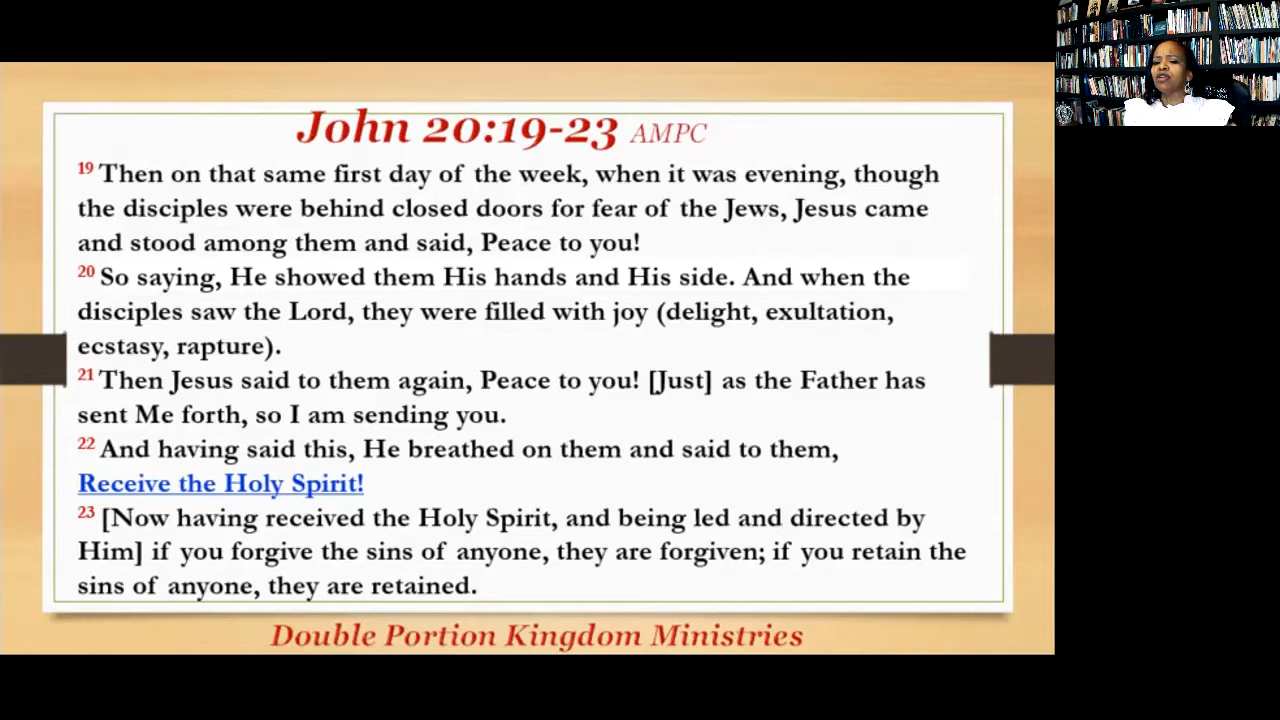 John 20:19-23 AMPC
19 Then on that same first day of the week, when it was evening, though
the disciples were behind closed doors for fear of the Jews, Jesus came
and stood among them and said, Peace to you!
20 So saying, He showed them His hands and His side. And when the
disciples saw the Lord, they were filled with joy (delight, exultation,
ecstasy, rapture).
21 Then Jesus said to them again, Peace to you! [Just] as the Father has
sent Me forth, so I am sending you.
22 And having said this, He breathed on them and said to them,
Receive the Holy Spirit!
23 [Now having received the Holy Spirit, and being led and directed by
Him] if you forgive the sins of anyone, they are forgiven; if you retain the
sins of anyone, they are retained.
Double Portion Kingdom Ministries